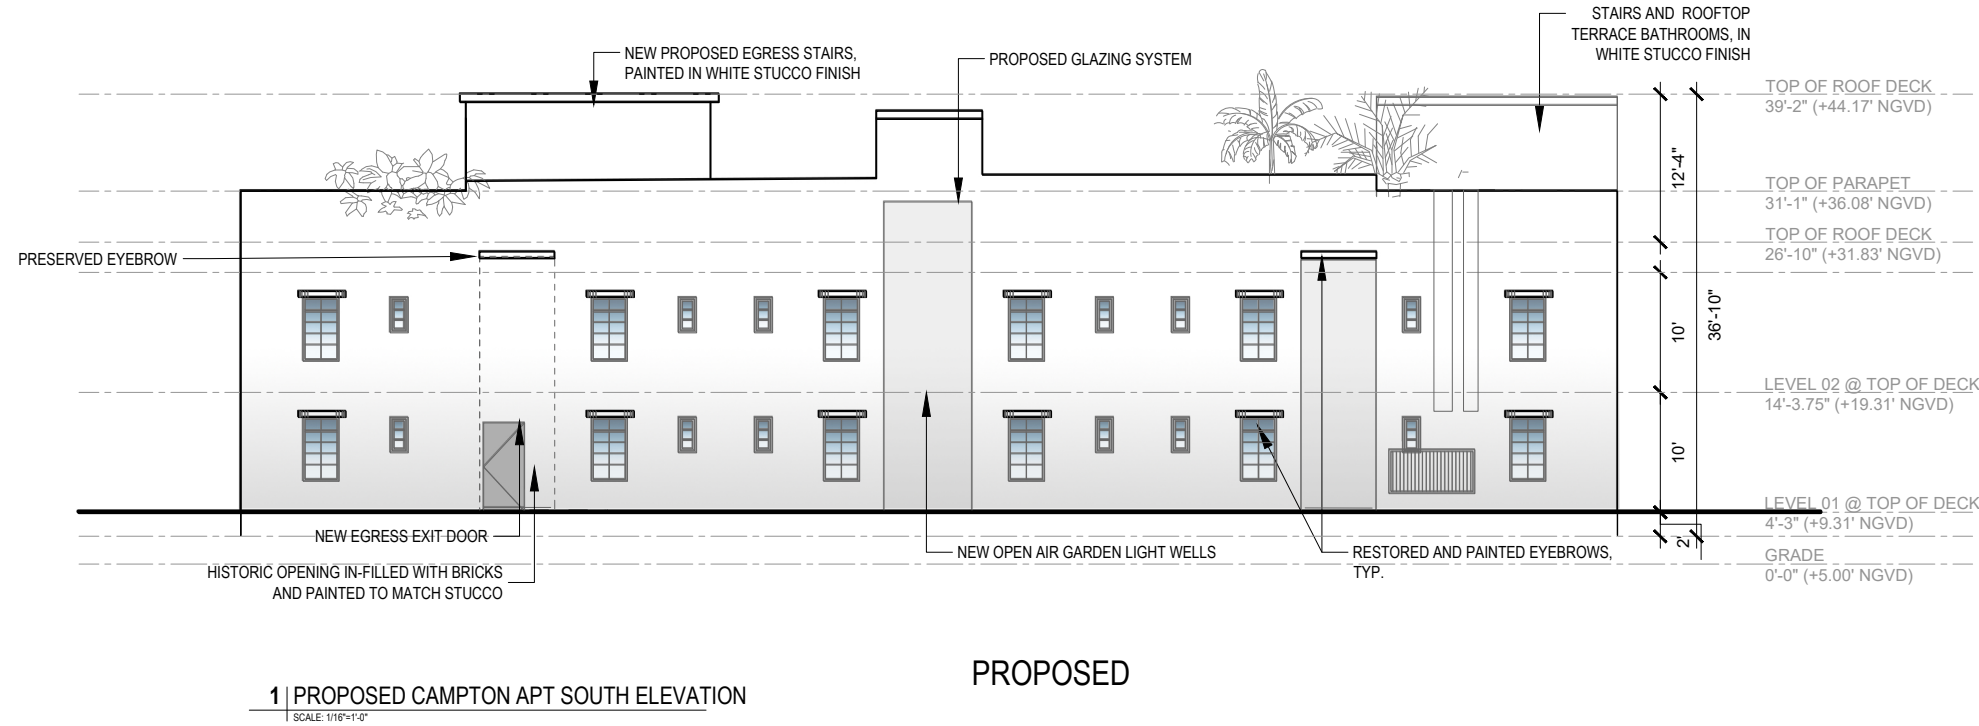 STAIRS AND ROOFTOP
TERRACE BATHROOMS, IN
WHITE STUCCO FINISH
NEW PROPOSED EGRESS STAIRS,
PAINTED IN WHITE STUCCO FINISH
PROPOSED GLAZING SYSTEM
TOP OF ROOF DECK
39'-2" (+44.17' NGVD)
12'-4"
TOP OF PARAPET
31'-1" (+36.08' NGVD)
TOP OF ROOF DECK
26'-10" (+31.83' NGVD)
PRESERVED EYEBROW
10'
36'-10"
LEVEL 02 @ TOP OF DECK
14'-3.75" (+19.31' NGVD)
10'
LEVEL 01 @ TOP OF DECK
4'-3" (+9.31' NGVD)
2'
GRADE
0'-0" (+5.00' NGVD)
NEW EGRESS EXIT DOOR
HISTORIC OPENING IN-FILLED WITH BRICKS
AND PAINTED TO MATCH STUCCO
NEW OPEN AIR GARDEN LIGHT WELLS
RESTORED AND PAINTED EYEBROWS,
TYP.
PROPOSED
1 PROPOSED CAMPTON APT SOUTH ELEVATION
SCALE: 1/16"=1'-0"